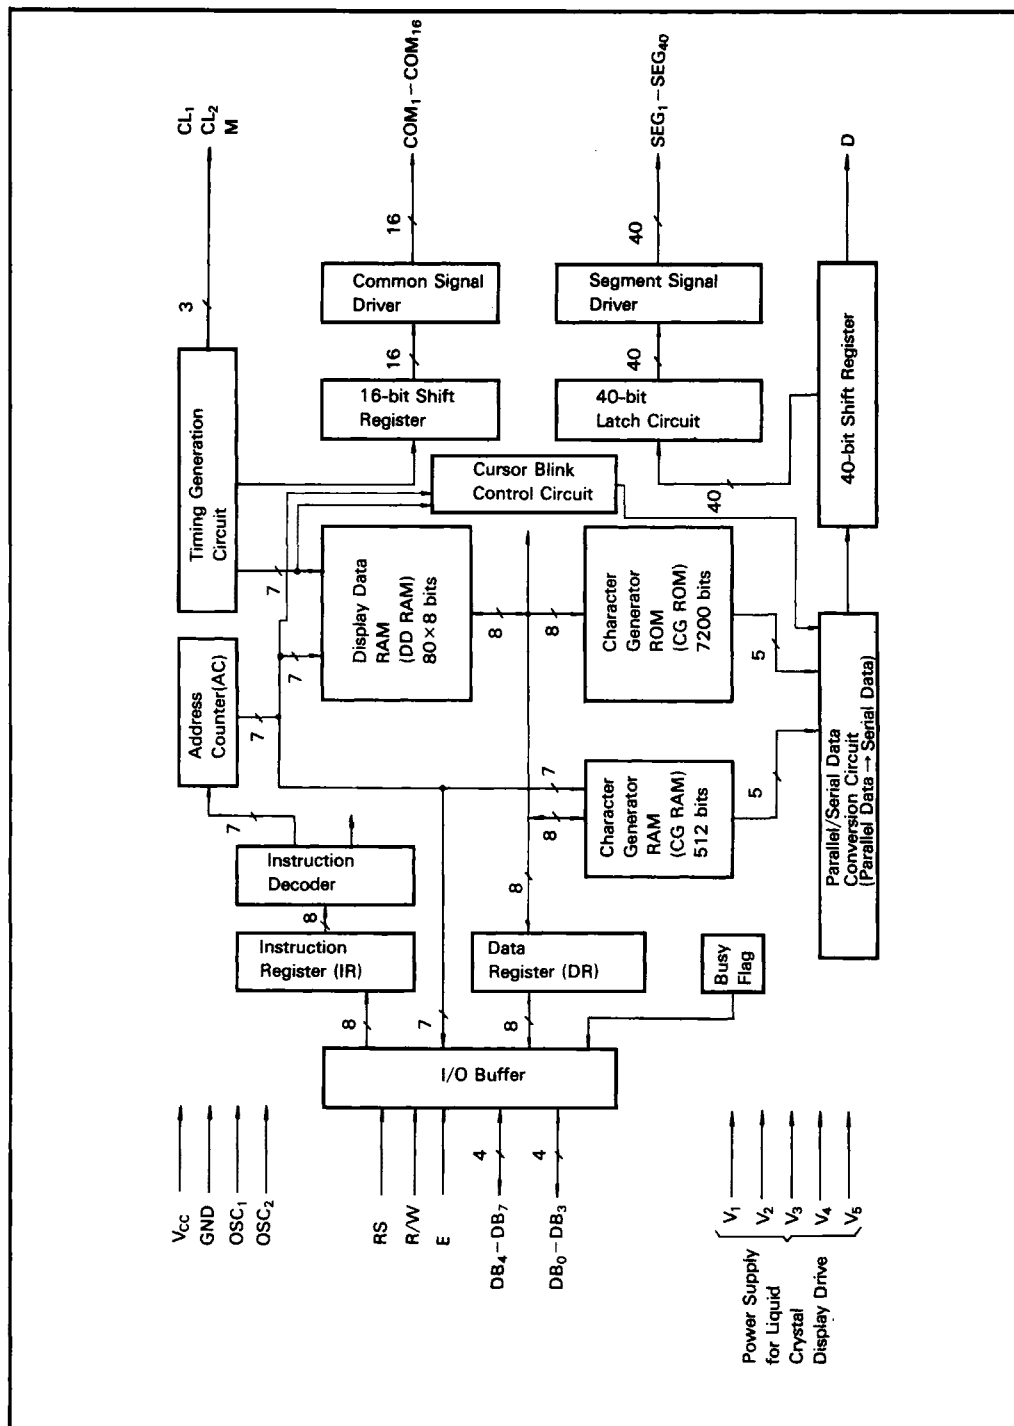 V_CC
GND
OSC₁
OSC₂
RS
R/W
E
DB₄–DB₇
DB₀–DB₃
4
4
Power Supply
for Liquid
Crystal
Display Drive
V₁
V₂
V₃
V₄
V₅
I/O Buffer
8
7
8
Instruction
Register (IR)
8
Instruction
Decoder
7
Data
Register (DR)
8
Busy
Flag
Address
Counter(AC)
7
7
7
Timing Generation
Circuit
3
CL₁
CL₂
M
Display Data
RAM
(DD RAM)
80×8 bits
8
8
8
7
Character
Generator
RAM
(CG RAM)
512 bits
5
Character
Generator
ROM
(CG ROM)
7200 bits
5
Cursor Blink
Control Circuit
16-bit Shift
Register
16
Common Signal
Driver
16
COM₁–COM₁₆
40-bit
Latch Circuit
40
Segment Signal
Driver
40
SEG₁–SEG₄₀
40
Parallel/Serial Data
Conversion Circuit
(Parallel Data → Serial Data)
40-bit Shift Register
D